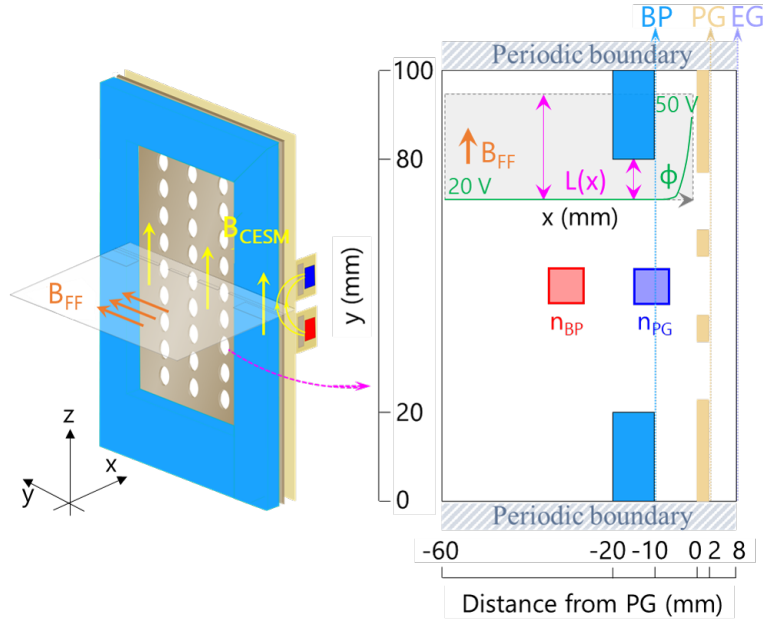 BP PG EG
Periodic boundary
100
50 V
B_FF
80
L(x)
ϕ
20 V
x (mm)
B_CESM
y (mm)
B_FF
n_BP
n_PG
z
x
y
20
0
Periodic boundary
-60 -20 -10 0 2 8
Distance from PG (mm)